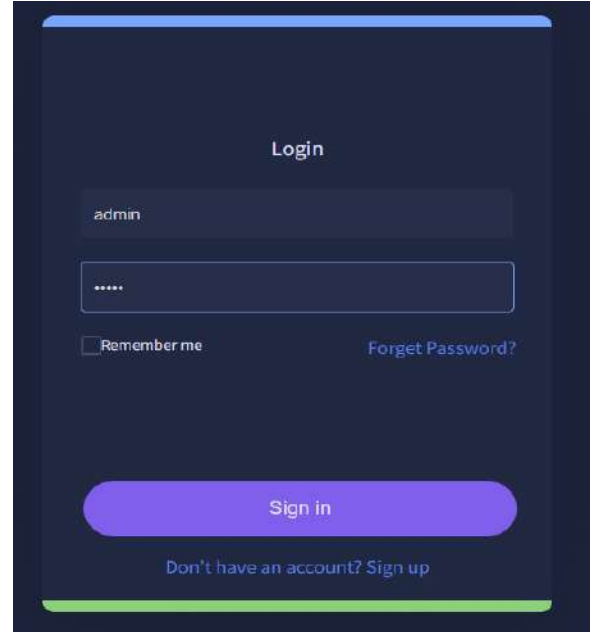 Login
admin
•••••
Remember me
Forget Password?
Sign in
Don't have an account? Sign up